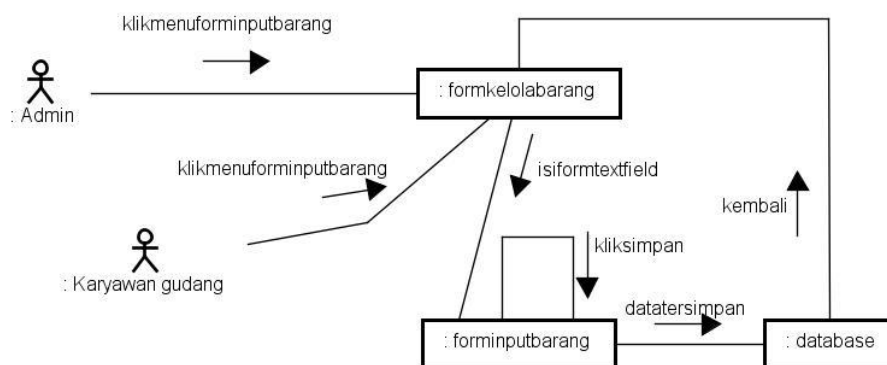 klikmenuforminputbarang
: formkelolabarang
: Admin
klikmenuforminputbarang
isiformtextfield
kembali
: Karyawan gudang
kliksimpan
datatersimpan
: forminputbarang
: database